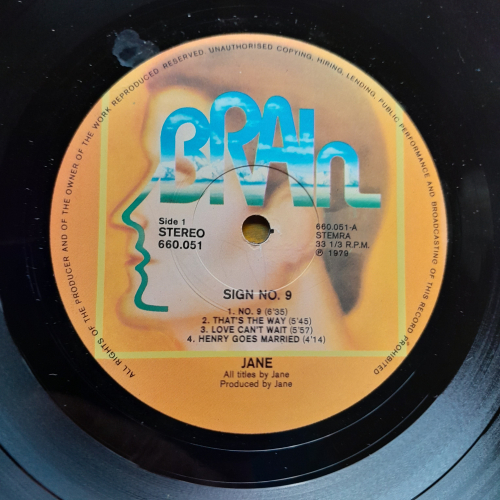 ALL RIGHTS OF THE PRODUCER AND OF THE OWNER OF THE WORK REPRODUCED RESERVED. UNAUTHORISED COPYING, HIRING, LENDING, PUBLIC PERFORMANCE AND BROADCASTING OF THIS RECORD PROHIBITED
BRAIn
Side 1
STEREO
660.051
660.051-A
STEMRA
33 1/3 R.P.M.
℗ 1979
SIGN NO. 9
1. NO. 9 (6'35)
2. THAT'S THE WAY (5'45)
3. LOVE CAN'T WAIT (5'57)
4. HENRY GOES MARRIED (4'14)
JANE
All titles by Jane
Produced by Jane